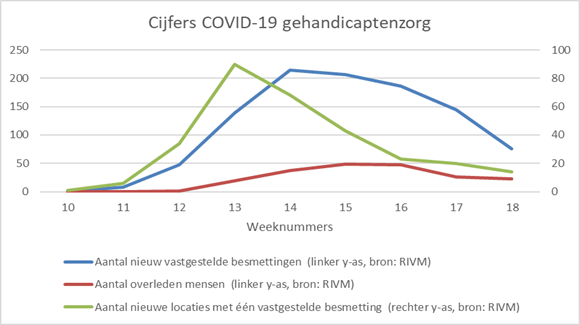 Cijfers COVID-19 gehandicaptenzorg
250 100
200 80
150 60
100 40
50 20
0 0
10 11 12 13 14 15 16 17 18
Weeknummers
Aantal nieuw vastgestelde besmettingen (linker y-as, bron: RIVM)
Aantal overleden mensen (linker y-as, bron: RIVM)
Aantal nieuwe locaties met één vastgestelde besmetting (rechter y-as, bron: RIVM)